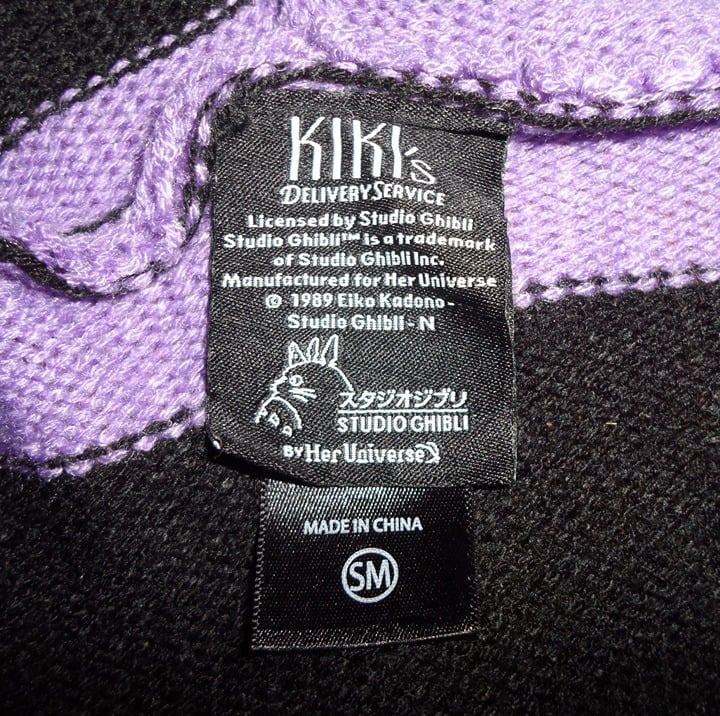 KIKI's
DELIVERY SERVICE
Licensed by Studio Ghibli
Studio Ghibli™ is a trademark
of Studio Ghibli Inc.
Manufactured for Her Universe
© 1989 Eiko Kadono -
Studio Ghibli - N
スタジオジブリ
STUDIO GHIBLI
BY Her Universe
MADE IN CHINA
SM